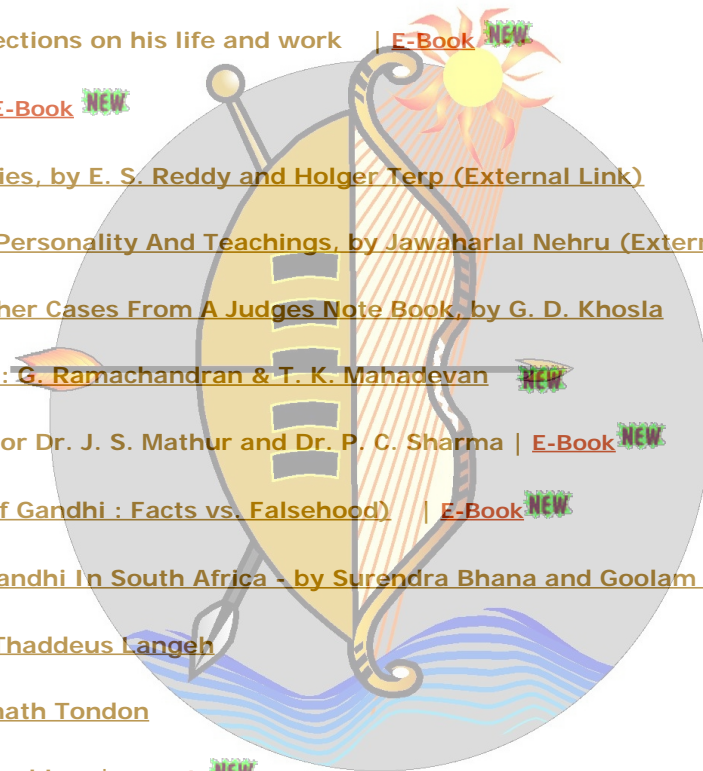 ections on his life and work | E-Book NEW
E-Book NEW
ies, by E. S. Reddy and Holger Terp (External Link)
Personality And Teachings, by Jawaharlal Nehru (Extern
her Cases From A Judges Note Book, by G. D. Khosla
: G. Ramachandran & T. K. Mahadevan NEW
or Dr. J. S. Mathur and Dr. P. C. Sharma | E-Book NEW
f Gandhi : Facts vs. Falsehood) | E-Book NEW
andhi In South Africa - by Surendra Bhana and Goolam
Thaddeus Langeh
nath Tondon
NEW